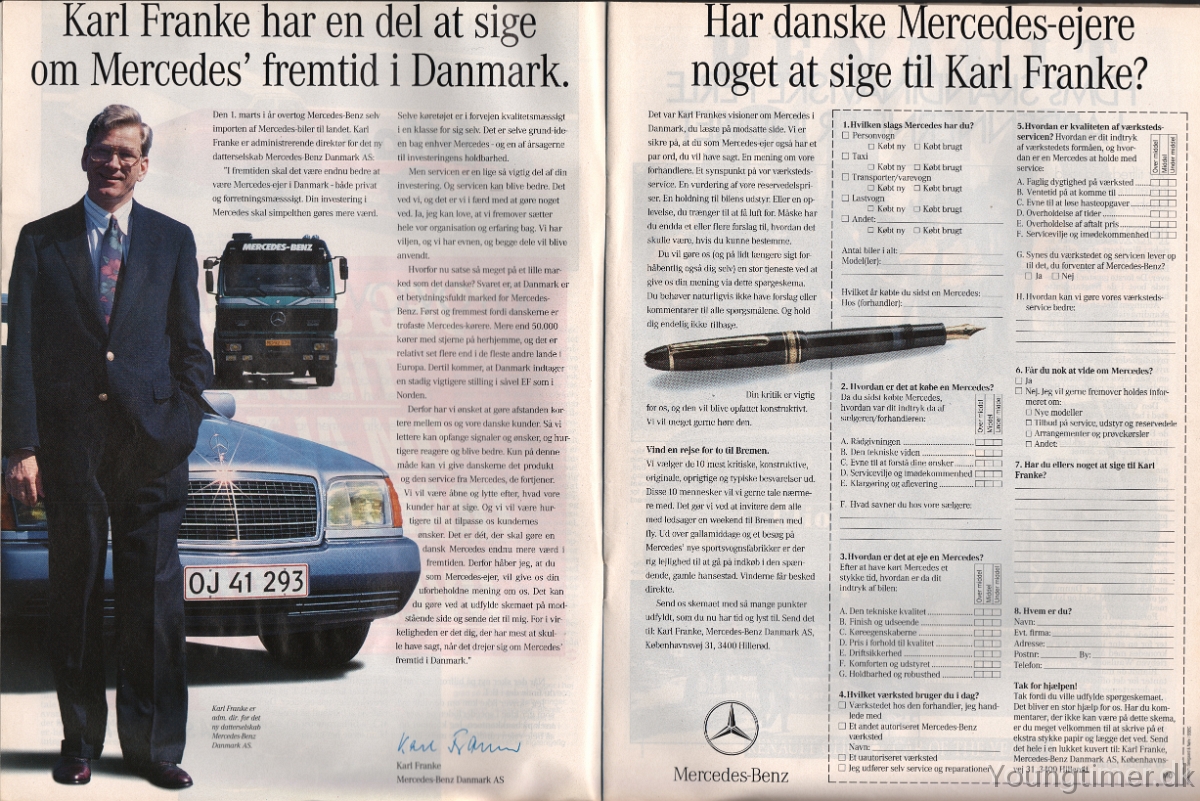 Karl Franke har en del at sige
om Mercedes’ fremtid i Danmark.
Den 1. marts i år overtog Mercedes-Benz selv
importen af Mercedes-biler til landet. Karl
Franke er administrerende direktør for det ny
datterselskab Mercedes-Benz Danmark AS:
"I fremtiden skal det være endnu bedre at
være Mercedes-ejer i Danmark - både privat
og forretningsmæssigt. Din investering i
Mercedes skal simpelthen gøres mere værd.
MERCEDES-BENZ
OJ 41 293
Karl Franke er
adm. dir. for det
ny datterselskab
Mercedes-Benz
Danmark AS.
Selve køretøjet er i forvejen kvalitetsmæssigt
i en klasse for sig selv. Det er selve grund-ide-
en bag enhver Mercedes - og en af årsagerne
til investeringens holdbarhed.
Men servicen er en lige så vigtig del af din
investering. Og servicen kan blive bedre. Det
ved vi, og det er vi i færd med at gøre noget
ved. Ja, jeg kan love, at vi fremover sætter
hele vor organisation og erfaring bag. Vi har
viljen, og vi har evnen, og begge dele vil blive
anvendt.
Hvorfor nu satse så meget på et lille mar-
ked som det danske? Svaret er, at Danmark er
et betydningsfuldt marked for Mercedes-
Benz. Først og fremmest fordi danskerne er
trofaste Mercedes-kørere. Mere end 50.000
kører med stjerne på herhjemme, og det er
relativt set flere end i de fleste andre lande i
Europa. Dertil kommer, at Danmark indtager
en stadig vigtigere stilling i såvel EF som i
Norden.
Derfor har vi ønsket at gøre afstanden kor-
tere mellem os og vore danske kunder. Så vi
lettere kan opfange signaler og ønsker, og hur-
tigere reagere og blive bedre. Kun på denne
måde kan vi give danskerne det produkt
og den service fra Mercedes, de fortjener.
Vi vil være åbne og lytte efter, hvad vore
kunder har at sige. Og vi vil være hur-
tigere til at tilpasse os kundernes
ønsker. Det er dét, der skal gøre en
dansk Mercedes endnu mere værd i
fremtiden. Derfor håber jeg, at du
som Mercedes-ejer, vil give os din
uforbeholdne mening om os. Det kan
du gøre ved at udfylde skemaet på mod-
stående side og sende det til mig. For i vir-
keligheden er det dig, der har mest at skul-
le have sagt, når det drejer sig om Mercedes’
fremtid i Danmark."
Karl Franke
Karl Franke
Mercedes-Benz Danmark AS
Har danske Mercedes-ejere
noget at sige til Karl Franke?
Det var Karl Frankes visioner om Mercedes i
Danmark, du læste på modsatte side. Vi er
sikre på, at du som Mercedes-ejer også har et
par ord, du vil have sagt. En mening om vore
forhandlere. Et synspunkt på vor værksteds-
service. En vurdering af vore reservedelspri-
ser. En holdning til bilens udstyr. Eller en op-
levelse, du trænger til at få luft for. Måske har
du endda et eller flere forslag til, hvordan det
skulle være, hvis du kunne bestemme.
Du vil gøre os (og på lidt længere sigt for-
håbentlig også dig selv) en stor tjeneste ved at
give os din mening via dette spørgeskema.
Du behøver naturligvis ikke have forslag eller
kommentarer til alle spørgsmålene. Og hold
dig endelig ikke tilbage.
Din kritik er vigtig
for os, og den vil blive opfattet konstruktivt.
Vi vil meget gerne høre den.
Vind en rejse for to til Bremen.
Vi vælger de 10 mest kritiske, konstruktive,
originale, oprigtige og typiske besvarelser ud.
Disse 10 mennesker vil vi gerne tale nærme-
re med. Det gør vi ved at invitere dem alle
med ledsager en weekend til Bremen med
fly. Ud over gallamiddag og et besøg på
Mercedes’ nye sportsvognsfabrikker er der
rig lejlighed til at gå på indkøb i den spæn-
dende, gamle hansestad. Vinderne får besked
direkte.
Send os skemaet med så mange punkter
udfyldt, som du nu har tid og lyst til. Send det
til: Karl Franke, Mercedes-Benz Danmark AS,
Københavnsvej 31, 3400 Hillerød.
Mercedes-Benz
1. Hvilken slags Mercedes har du?
Personvogn
Købt ny Købt brugt
Taxi
Købt ny Købt brugt
Transporter/varevogn
Købt ny Købt brugt
Lastvogn
Købt ny Købt brugt
Andet:
Købt ny Købt brugt
Antal biler i alt:
Model(ler):
Hvilket år købte du sidst en Mercedes:
Hos (forhandler):
2. Hvordan er det at købe en Mercedes?
Da du sidst købte Mercedes,
hvordan var dit indtryk da af
sælgeren/forhandleren:
Over middel
Middel
Under middel
A. Rådgivningen
B. Den tekniske viden
C. Evne til at forstå dine ønsker
D. Servicevilje og imødekommenhed
E. Klargøring og aflevering
F. Hvad savner du hos vore sælgere:
3. Hvordan er det at eje en Mercedes?
Efter at have kørt Mercedes et
stykke tid, hvordan er da dit
indtryk af bilen:
Over middel
Middel
Under middel
A. Den tekniske kvalitet
B. Finish og udseende
C. Køreegenskaberne
D. Pris i forhold til kvalitet
E. Driftsikkerhed
F. Komforten og udstyret
G. Holdbarhed og robusthed
4. Hvilket værksted bruger du i dag?
Værkstedet hos den forhandler, jeg hand-
lede med
Et andet autoriseret Mercedes-Benz
værksted
Navn:
Et uautoriseret værksted
Jeg udfører selv service og reparationer
5. Hvordan er kvaliteten af værksteds-
servicen? Hvordan er dit indtryk
af værkstedets formåen, og hvor-
dan er en Mercedes at holde med
service:
Over middel
Middel
Under middel
A. Faglig dygtighed på værksted
B. Ventetid på at komme til
C. Evne til at løse hasteopgaver
D. Overholdelse af tider
E. Overholdelse af aftalt pris
F. Servicevilje og imødekommenhed
G. Synes du værkstedet og servicen lever op
til det, du forventer af Mercedes-Benz?
Ja Nej
H. Hvordan kan vi gøre vores værksteds-
service bedre:
6. Får du nok at vide om Mercedes?
Ja
Nej. Jeg vil gerne fremover holdes infor-
meret om:
Nye modeller
Tilbud på service, udstyr og reservedele
Arrangementer og prøvekørsler
Andet:
7. Har du ellers noget at sige til Karl
Franke?
8. Hvem er du?
Navn:
Evt. firma:
Adresse:
Postnr: By:
Telefon:
Tak for hjælpen!
Tak fordi du ville udfylde spørgeskemaet.
Det bliver en stor hjælp for os. Har du kom-
mentarer, der ikke kan være på dette skema,
er du meget velkommen til at skrive på et
ekstra stykke papir og lægge det ved. Send
det hele i en lukket kuvert til: Karl Franke,
Mercedes-Benz Danmark AS, Københavns-
vej 31, 3400 Hillerød.
Youngtimer.dk